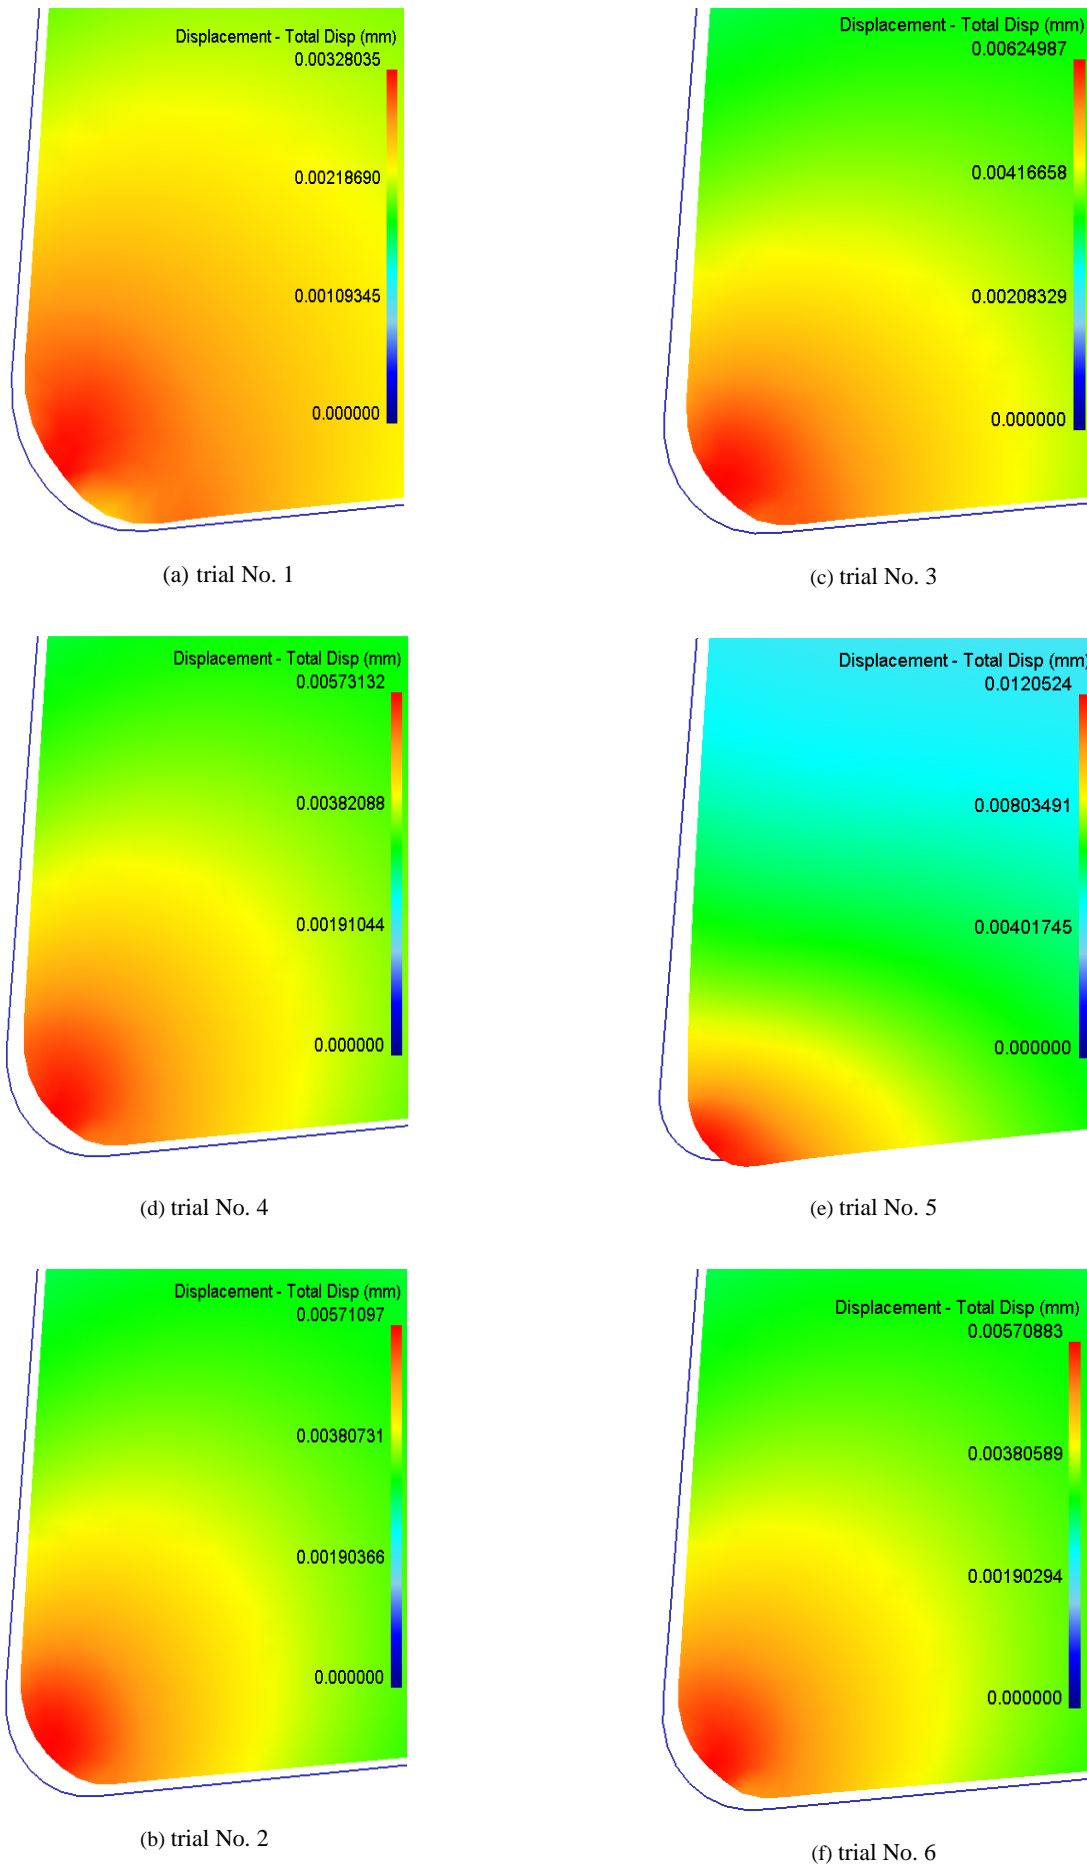 Displacement - Total Disp (mm)
0.00328035
0.00218690
0.00109345
0.000000
(a) trial No. 1
Displacement - Total Disp (mm)
0.00624987
0.00416658
0.00208329
0.000000
(c) trial No. 3
Displacement - Total Disp (mm)
0.00573132
0.00382088
0.00191044
0.000000
(d) trial No. 4
Displacement - Total Disp (mm)
0.0120524
0.00803491
0.00401745
0.000000
(e) trial No. 5
Displacement - Total Disp (mm)
0.00571097
0.00380731
0.00190366
0.000000
(b) trial No. 2
Displacement - Total Disp (mm)
0.00570883
0.00380589
0.00190294
0.000000
(f) trial No. 6